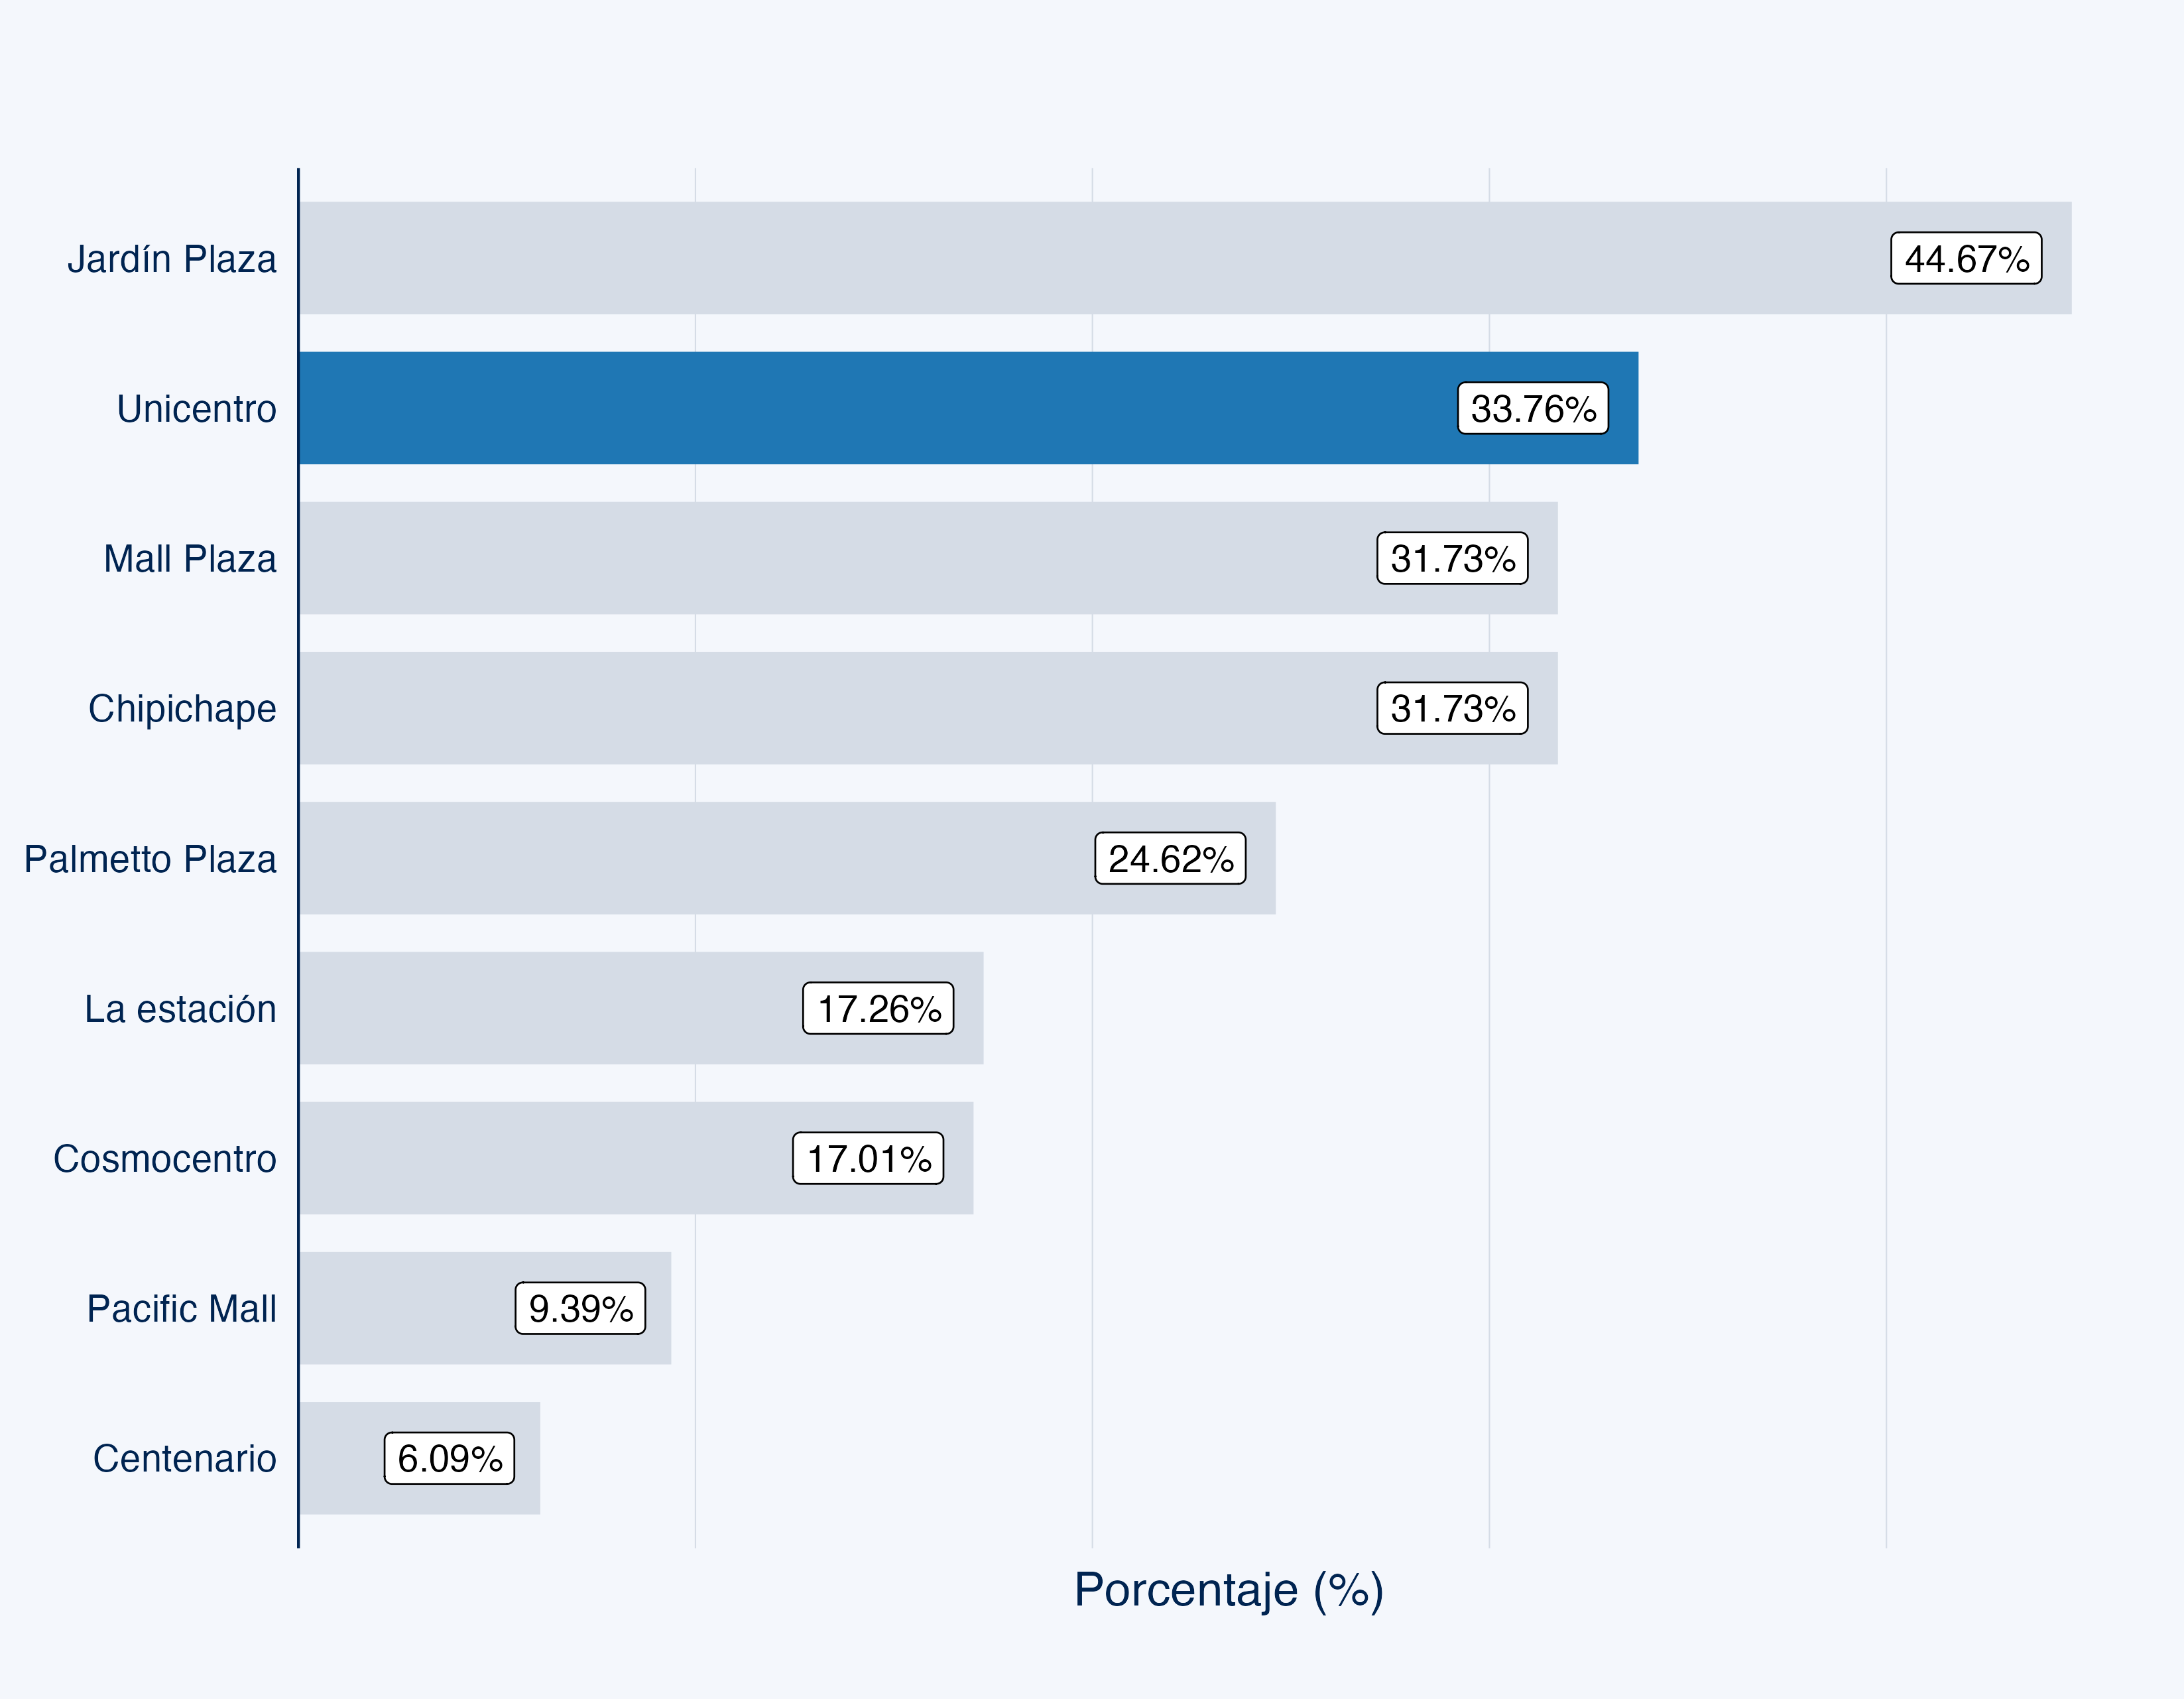 Jardín Plaza 44.67%
Unicentro 33.76%
Mall Plaza 31.73%
Chipichape 31.73%
Palmetto Plaza 24.62%
La estación 17.26%
Cosmocentro 17.01%
Pacific Mall 9.39%
Centenario 6.09%
Porcentaje (%)